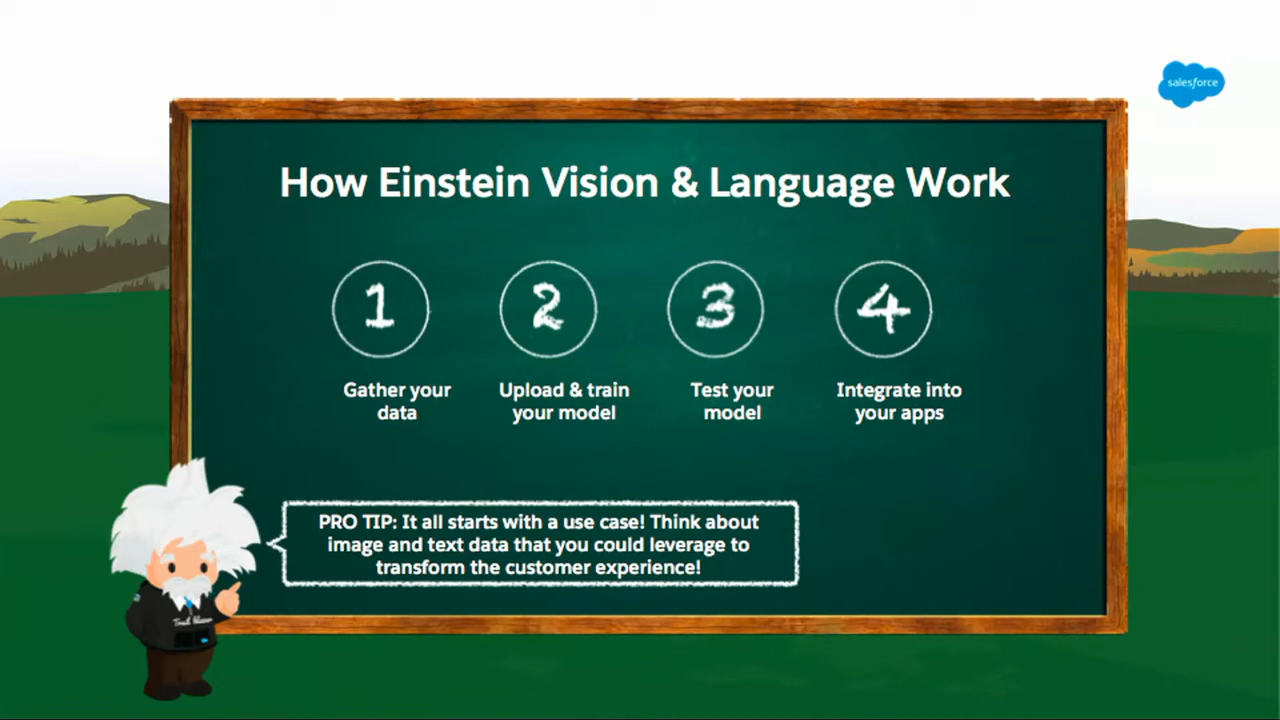 salesforce
How Einstein Vision & Language Work
1
2
3
4
Gather your
data
Upload & train
your model
Test your
model
Integrate into
your apps
PRO TIP: It all starts with a use case! Think about
image and text data that you could leverage to
transform the customer experience!